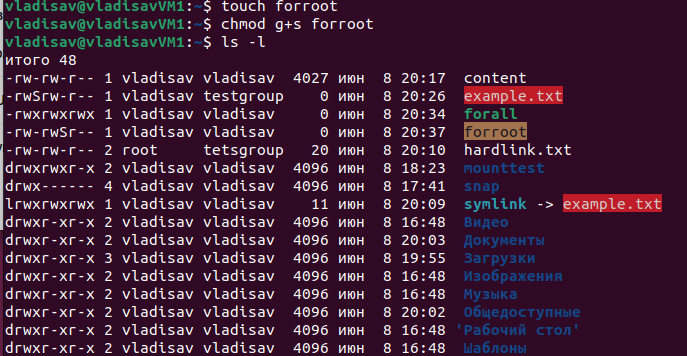 vladisav@vladisavVM1:~$ touch forroot
vladisav@vladisavVM1:~$ chmod g+s forroot
vladisav@vladisavVM1:~$ ls -l
итого 48
-rw-rw-r-- 1 vladisav vladisav  4027 июн  8 20:17  content
-rwSrw-r-- 1 vladisav testgroup    0 июн  8 20:26  example.txt
-rwxrwxrwx 1 vladisav vladisav     0 июн  8 20:34  forall
-rw-rwSr-- 1 vladisav vladisav     0 июн  8 20:37  forroot
-rw-rw-r-- 2 root     tetsgroup   20 июн  8 20:10  hardlink.txt
drwxrwxr-x 2 vladisav vladisav  4096 июн  8 18:23  mounttest
drwx------ 4 vladisav vladisav  4096 июн  8 17:41  snap
lrwxrwxrwx 1 vladisav vladisav    11 июн  8 20:09  symlink -> example.txt
drwxr-xr-x 2 vladisav vladisav  4096 июн  8 16:48  Видео
drwxr-xr-x 2 vladisav vladisav  4096 июн  8 20:03  Документы
drwxr-xr-x 3 vladisav vladisav  4096 июн  8 19:55  Загрузки
drwxr-xr-x 2 vladisav vladisav  4096 июн  8 16:48  Изображения
drwxr-xr-x 2 vladisav vladisav  4096 июн  8 16:48  Музыка
drwxr-xr-x 2 vladisav vladisav  4096 июн  8 20:02  Общедоступные
drwxr-xr-x 2 vladisav vladisav  4096 июн  8 16:48 'Рабочий стол'
drwxr-xr-x 2 vladisav vladisav  4096 июн  8 16:48  Шаблоны